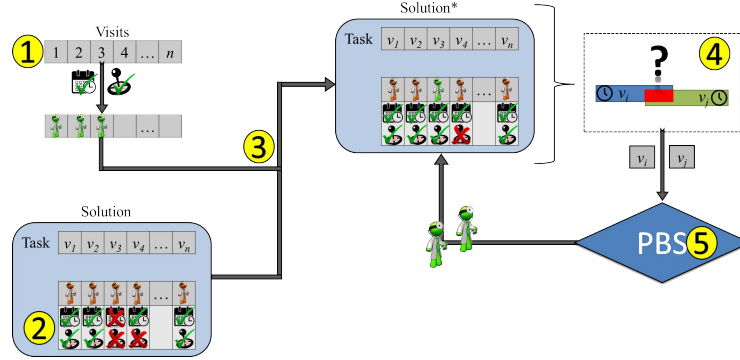 Visits
1
1 2 3 4 … n
…
3
Solution
Task v1 v2 v3 v4 … vn
…
2
Solution*
Task v1 v2 v3 v4 … vn
…
4
?
vi vj
vi vj
PBS 5